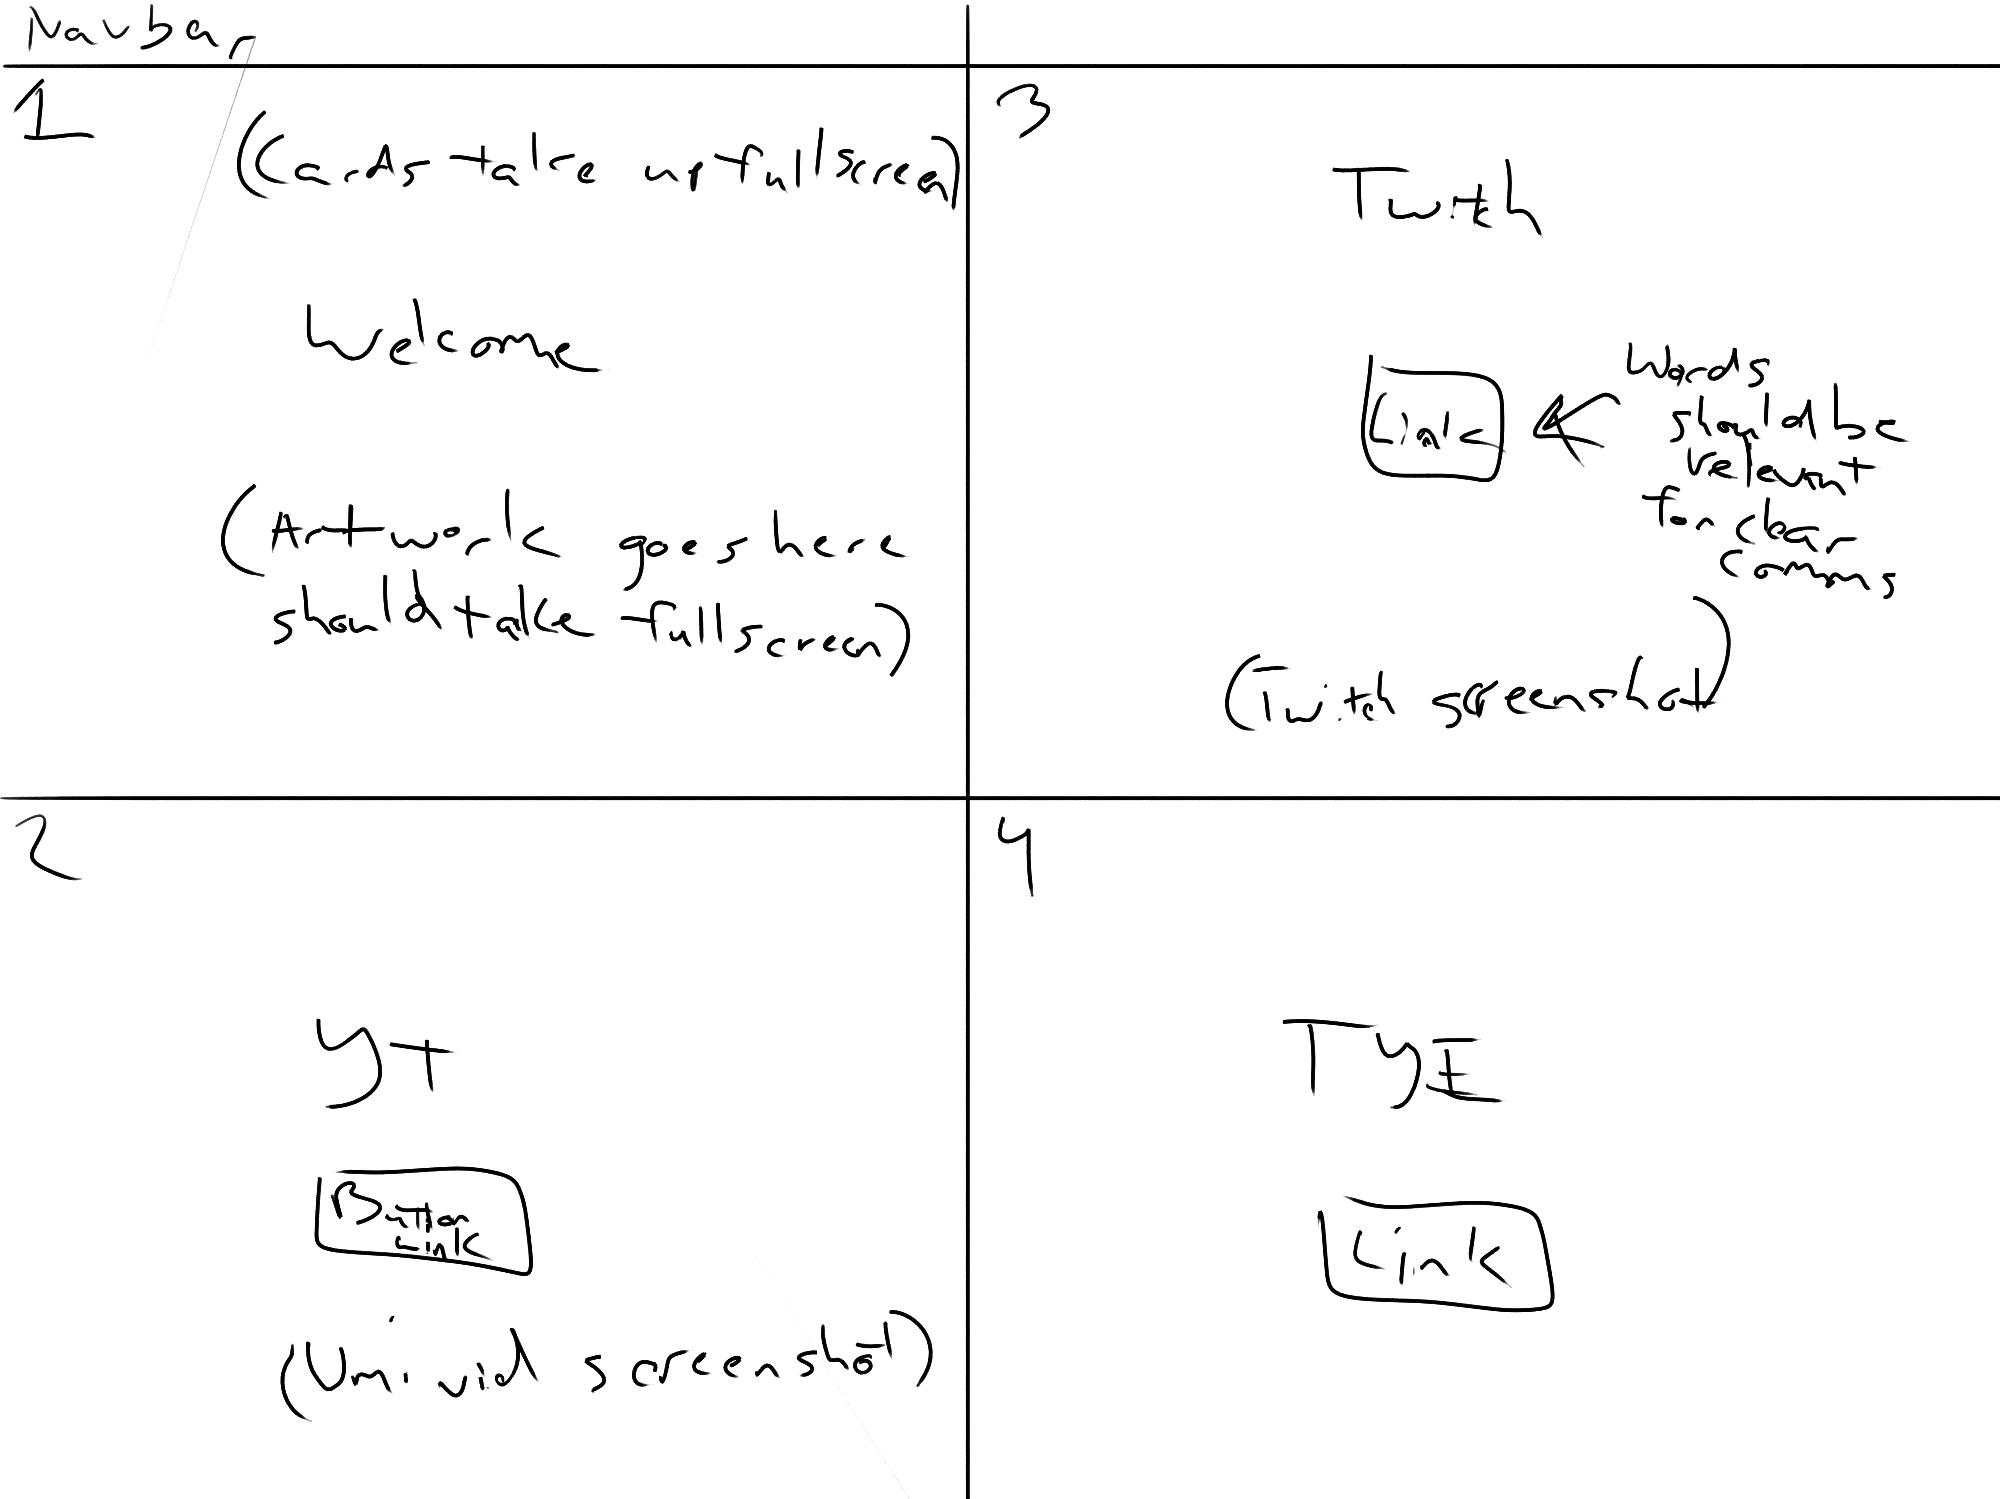 Navbar
1
(Cards take up fullscreen)
Welcome
(Artwork goes here
should take fullscreen)
2
YT
Button
Link
(Umi vid screenshot)
3
Twitch
Link
Words
should be
relevant
for clear
comms
(Twitch screenshot)
4
TYE
Link